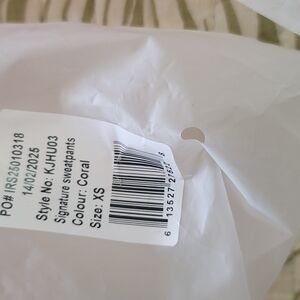 PO# IRS25010318
14/02/2025
Style No: KJHU03
Signature sweatpants
Colour: Coral
Size: XS